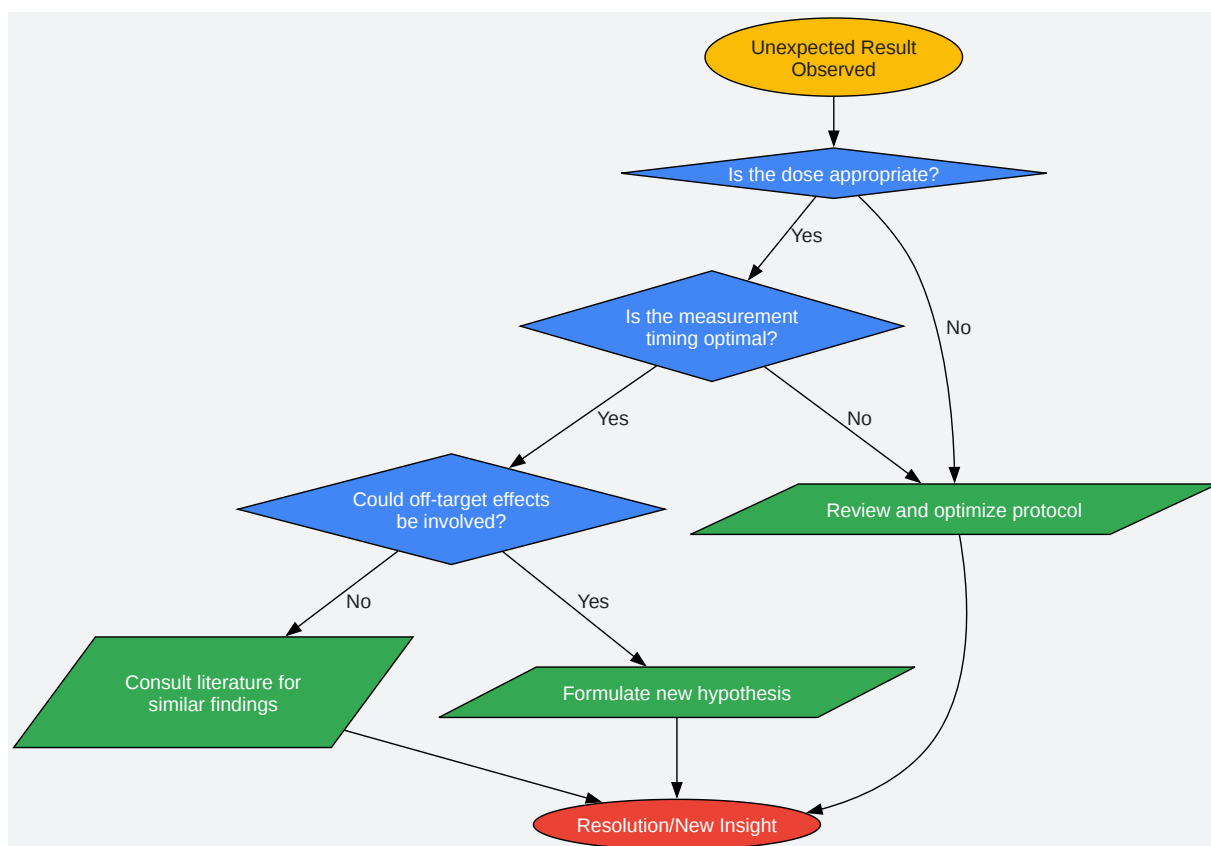 Unexpected Result
Observed
Is the dose appropriate?
Yes
Is the measurement
timing optimal?
No
Yes
No
Could off-target effects
be involved?
Review and optimize protocol
No
Yes
Consult literature for
similar findings
Formulate new hypothesis
Resolution/New Insight